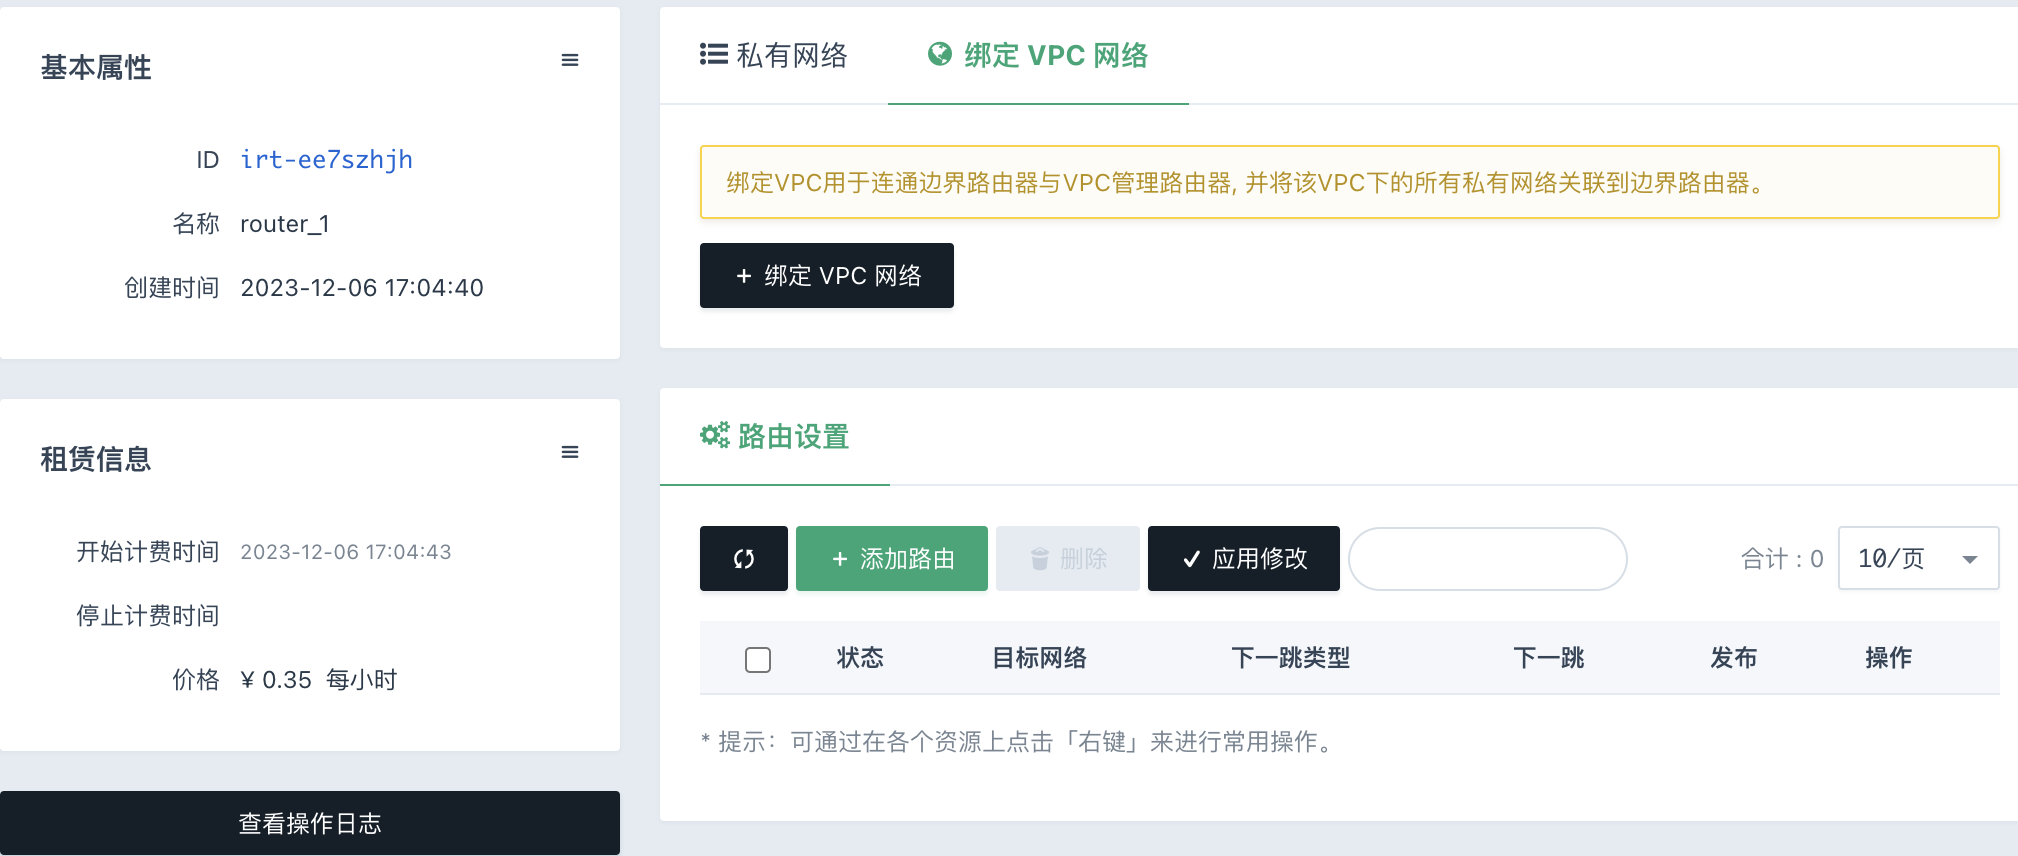 基本属性
ID irt-ee7szhjh
名称 router_1
创建时间 2023-12-06 17:04:40
租赁信息
开始计费时间 2023-12-06 17:04:43
停止计费时间
价格 ¥ 0.35 每小时
查看操作日志
私有网络 绑定 VPC 网络
绑定VPC用于连通边界路由器与VPC管理路由器, 并将该VPC下的所有私有网络关联到边界路由器。
+ 绑定 VPC 网络
路由设置
+ 添加路由 删除 应用修改 合计 : 0 10/页
状态 目标网络 下一跳类型 下一跳 发布 操作
* 提示：可通过在各个资源上点击「右键」来进行常用操作。